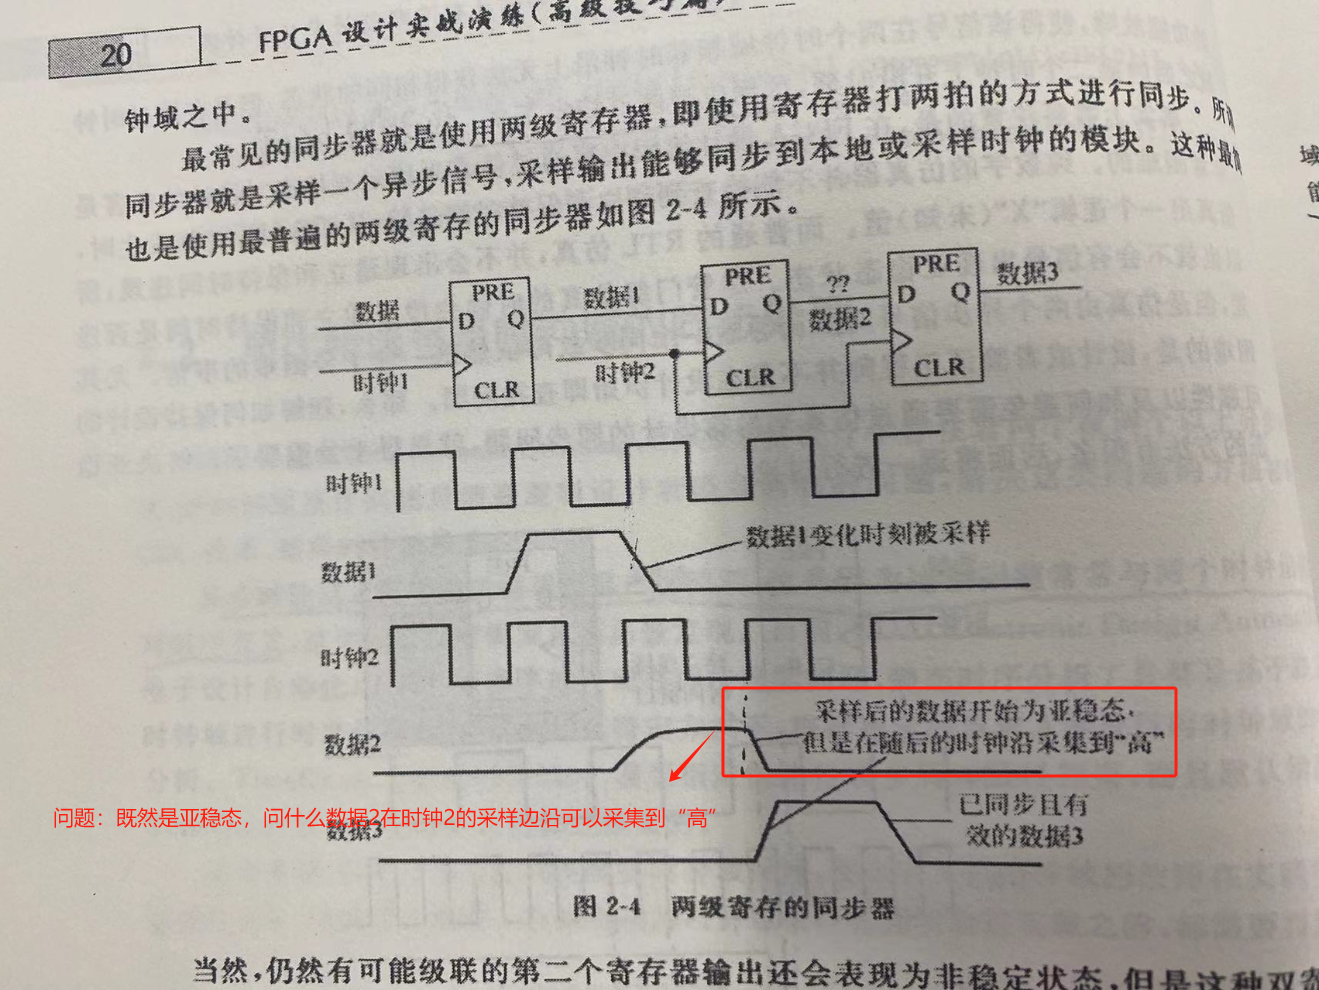 20
FPGA 设计实战演练(高级技巧篇)
钟域之中。
最常见的同步器就是使用两级寄存器,即使用寄存器打两拍的方式进行同步。所
同步器就是采样一个异步信号,采样输出能够同步到本地或采样时钟的模块。这种最
也是使用最普遍的两级寄存的同步器如图 2-4 所示。
数据
PRE
D Q
时钟1
CLR
数据1
PRE
D Q
时钟2
CLR
??
数据2
PRE
D Q
CLR
数据3
时钟1
数据1变化时刻被采样
数据1
时钟2
采样后的数据开始为亚稳态,
但是在随后的时钟沿采集到“高”
数据2
问题:既然是亚稳态,问什么数据2在时钟2的采样边沿可以采集到“高”
数据3
已同步且有
效的数据3
图 2-4 两级寄存的同步器
当然,仍然有可能级联的第二个寄存器输出还会表现为非稳定状态,但是这种双寄
域